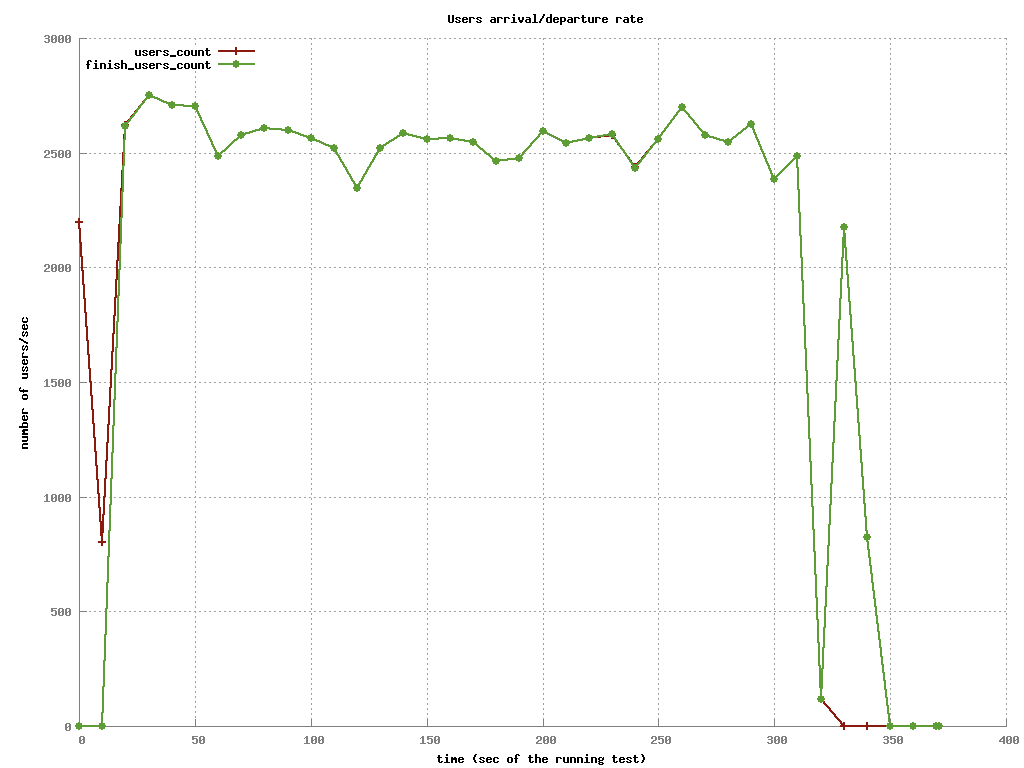 Users arrival/departure rate
3000
users_count
finish_users_count
2500
2000
1500
1000
500
0
number of users/sec
0 50 100 150 200 250 300 350 400
time (sec of the running test)